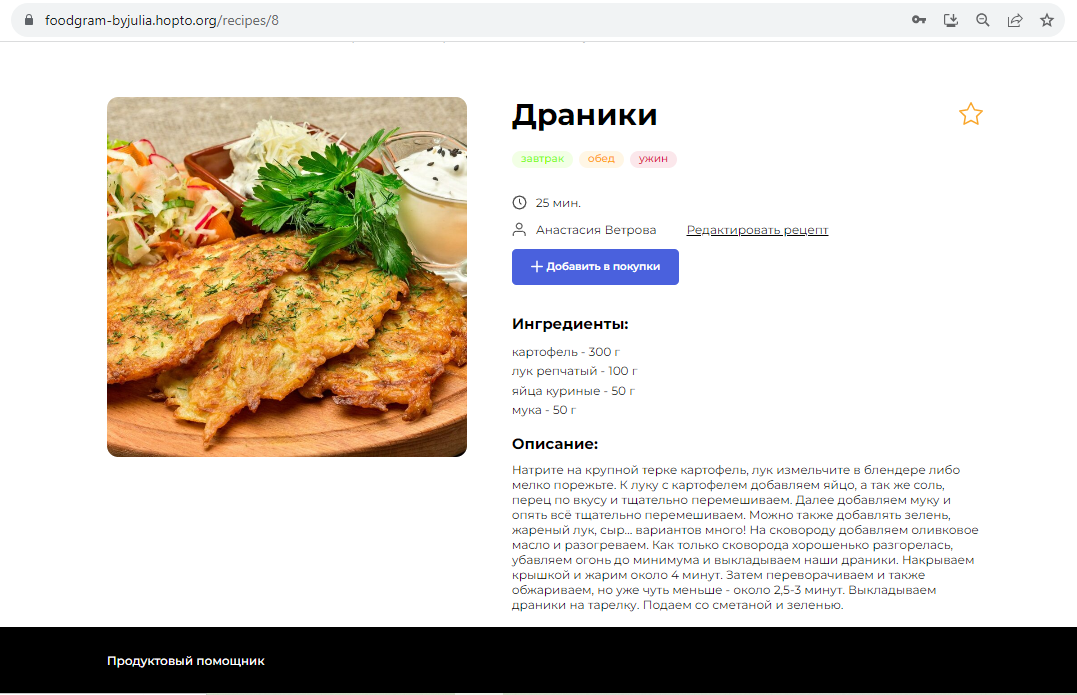 foodgram-byjulia.hopto.org/recipes/8
Драники
завтрак обед ужин
25 мин.
Анастасия Ветрова Редактировать рецепт
+ Добавить в покупки
Ингредиенты:
картофель - 300 г
лук репчатый - 100 г
яйца куриные - 50 г
мука - 50 г
Описание:
Натрите на крупной терке картофель, лук измельчите в блендере либо
мелко порежьте. К луку с картофелем добавляем яйцо, а так же соль,
перец по вкусу и тщательно перемешиваем. Далее добавляем муку и
опять всё тщательно перемешиваем. Можно также добавлять зелень,
жареный лук, сыр... вариантов много! На сковороду добавляем оливковое
масло и разогреваем. Как только сковорода хорошенько разгорелась,
убавляем огонь до минимума и выкладываем наши драники. Накрываем
крышкой и жарим около 4 минут. Затем переворачиваем и также
обжариваем, но уже чуть меньше - около 2,5-3 минут. Выкладываем
драники на тарелку. Подаем со сметаной и зеленью.
Продуктовый помощник